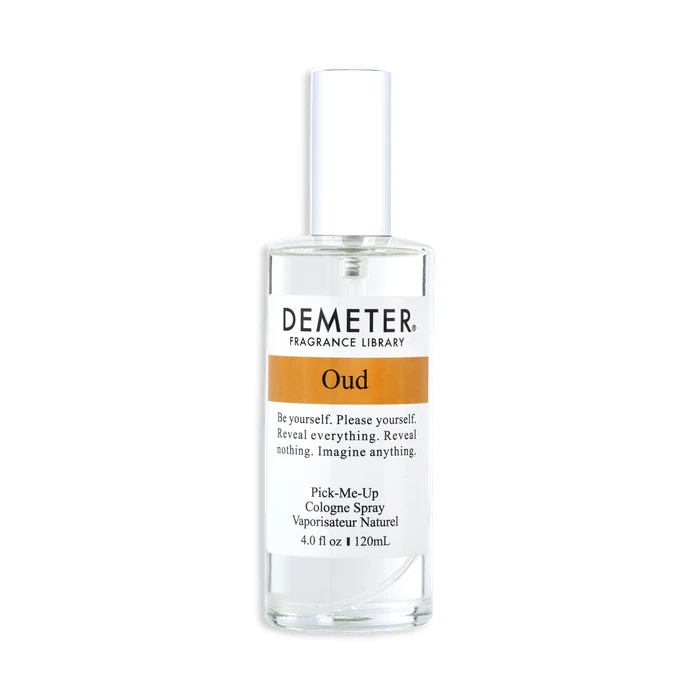 DEMETER®
FRAGRANCE LIBRARY
Oud
Be yourself. Please yourself.
Reveal everything. Reveal
nothing. Imagine anything.
Pick-Me-Up
Cologne Spray
Vaporisateur Naturel
4.0 fl oz ▮ 120mL